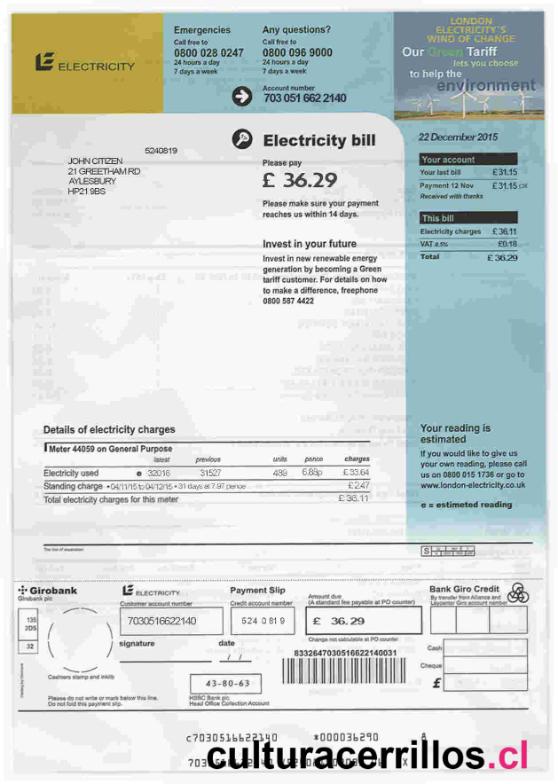 ELECTRICITY
Emergencies
Call free to
0800 028 0247
24 hours a day
7 days a week
Any questions?
Call free to
0800 096 9000
24 hours a day
7 days a week
Account number
703 051 662 2140
LONDON
ELECTRICITY'S
WIND OF CHANGE
Our Green Tariff
lets you choose
to help the
environment
5240819
JOHN CITIZEN
21 GREETHAM RD
AYLESBURY
HP21 9BS
Electricity bill
Please pay
£ 36.29
Please make sure your payment
reaches us within 14 days.
Invest in your future
Invest in new renewable energy
generation by becoming a Green
tariff customer. For details on how
to make a difference, freephone
0800 587 4422
22 December 2015
Your account
Your last bill £31.15
Payment 12 Nov £31.15 CR
Received with thanks
This bill
Electricity charges £36.11
VAT £0.18
Total £ 36.29
Details of electricity charges
Meter 44059 on General Purpose
latest previous units pence charges
Electricity used e 32016 31527 489 6.88p £33.64
Standing charge • 04/11/15 to 04/12/15 • 31 days at 7.97 pence £2.47
Total electricity charges for this meter £ 36.11
Your reading is
estimated
If you would like to give us
your own reading, please call
us on 0800 015 1736 or go to
www.london-electricity.co.uk
e = estimeted reading
S
Girobank
Girobank plc
ELECTRICITY
Payment Slip
Bank Giro Credit
By transfer from Alliance and
Customer account number
7030516622140
Credit account number
524 081 9
Amount due
(A standard fee payable at PO counter)
£ 36.29
Change not calculable at PO counter
135
2DS
32
signature
date
/ /
8332647030516622140031
Cash
Cheque
£
Cashiers stamp and initials
43-80-63
HSBC Bank plc
Head Office Collection Account
Please do not write or mark below this line.
Do not fold this payment slip.
c7030516622140 *000036290 A
culturacerrillos.cl